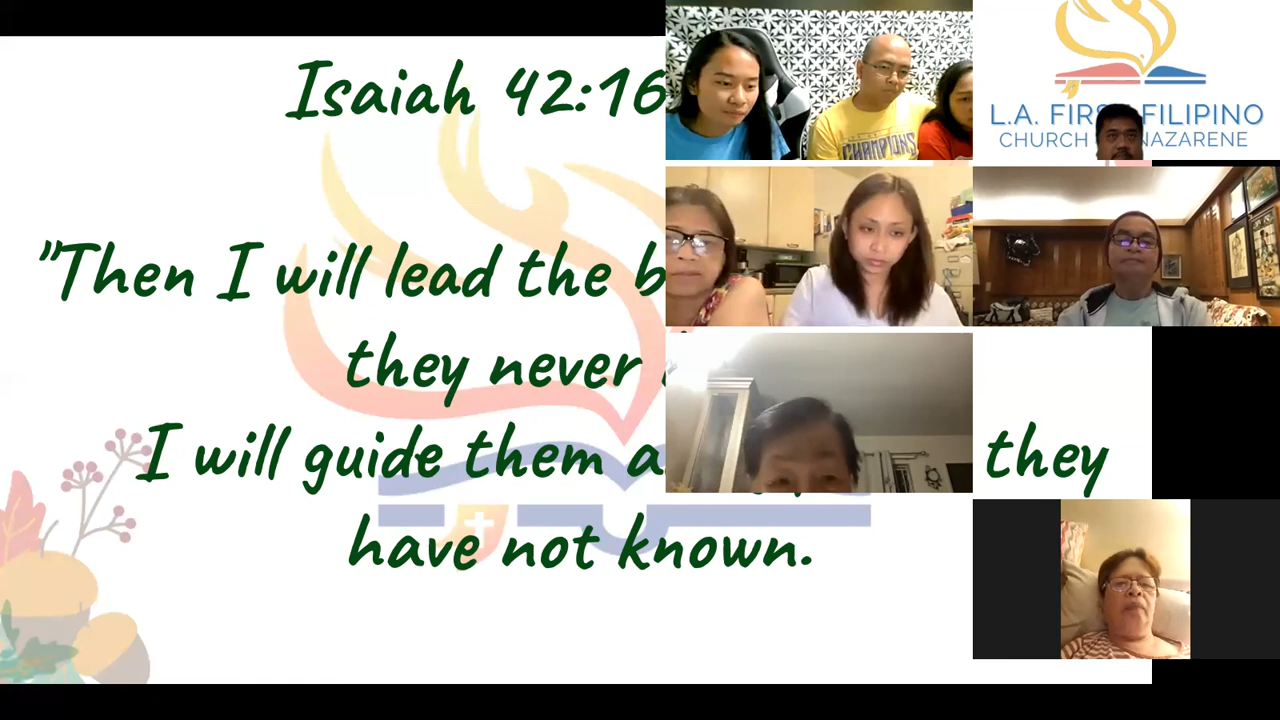 Isaiah 42:16
"Then I will lead the
they never
I will guide them they
have not known.
CHAMPIONS
L.A. FIRST FILIPINO
CHURCH NAZARENE